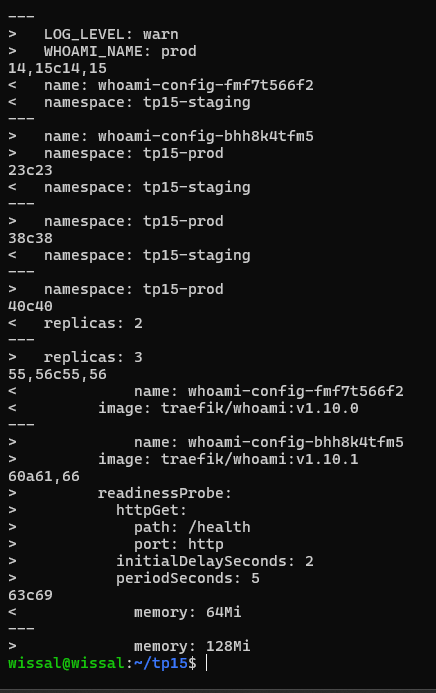 ---
>   LOG_LEVEL: warn
>   WHOAMI_NAME: prod
14,15c14,15
<   name: whoami-config-fmf7t566f2
<   namespace: tp15-staging
---
>   name: whoami-config-bhh8k4tfm5
>   namespace: tp15-prod
23c23
<   namespace: tp15-staging
---
>   namespace: tp15-prod
38c38
<   namespace: tp15-staging
---
>   namespace: tp15-prod
40c40
<   replicas: 2
---
>   replicas: 3
55,56c55,56
<             name: whoami-config-fmf7t566f2
<         image: traefik/whoami:v1.10.0
---
>             name: whoami-config-bhh8k4tfm5
>         image: traefik/whoami:v1.10.1
60a61,66
>         readinessProbe:
>           httpGet:
>             path: /health
>             port: http
>           initialDelaySeconds: 2
>           periodSeconds: 5
63c69
<             memory: 64Mi
---
>             memory: 128Mi
wissal@wissal:~/tp15$